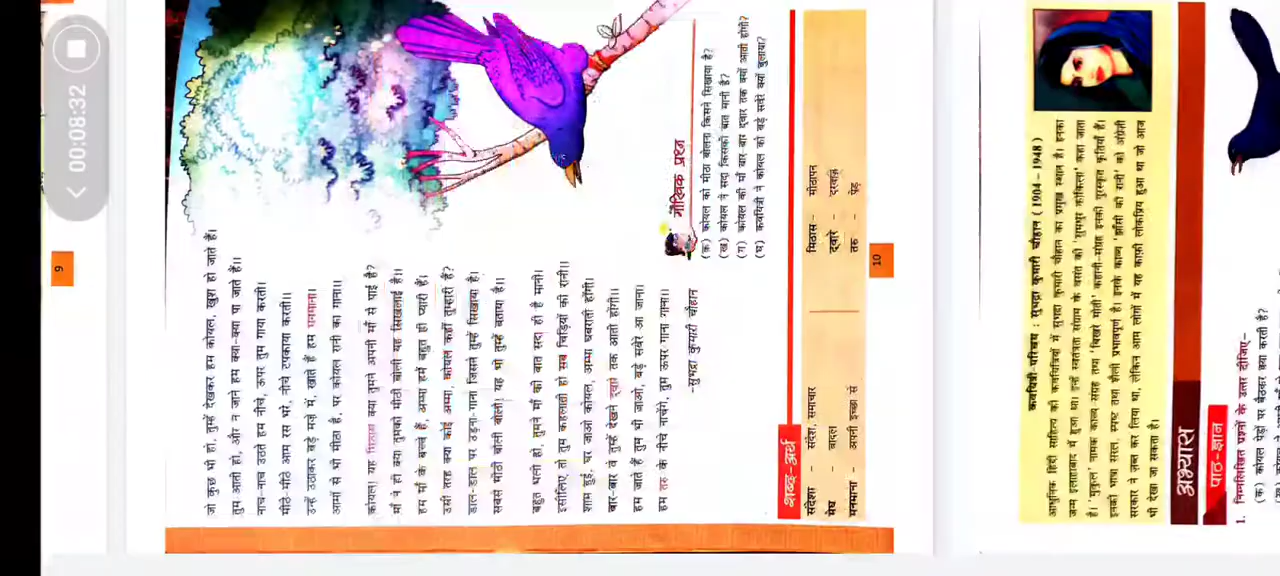 00:08:32
9
जो कुछ भी हो, तुम्हें देखकर हम कोयल, खुश हो जाते हैं।
तुम आती हो, और न जाने हम क्या-क्या पा जाते हैं।।
नाच-नाच उठते हम नीचे, ऊपर तुम गाया करती।
मीठे-मीठे आम रस भरे, नीचे टपकाया करती।।
उन्हें उठाकर बड़े मज़े में, खाते हैं हम मनमाना।
आमों से भी मीठा है, पर कोयल रानी का गाना।।
कोयल! यह मिठास क्या तुमने अपनी माँ से पाई है?
माँ ने ही क्या तुमको मीठी बोली यह सिखलाई है।।
हम माँ के बच्चे हैं, अम्मा हमें बहुत ही प्यारी हैं।
उसी तरह क्या कोई अम्मा, कोयल कहीं तुम्हारी है?
डाल-डाल पर उड़ना-गाना जिसने तुम्हें सिखाया है।
सबसे मीठी बोली बोलो! यह भी तुम्हें बताया है।।
बहुत भली हो, तुमने माँ की बात सदा ही है मानी।
इसीलिए तो तुम कहलाती हो सब चिड़ियों की रानी।।
शाम हुई, घर जाओ कोयल, अम्मा घबराती होंगी।
बार-बार वे तुम्हें देखने द्वार तक आती होंगी।।
हम जाते हैं तुम भी जाओ, बड़े सवेरे आ जाना।
हम तरु के नीचे नाचेंगे, तुम ऊपर गाना गाना।।
-सुभद्रा कुमारी चौहान
मौखिक प्रश्न
(क) कोयल को मीठा बोलना किसने सिखाया है?
(ख) कोयल ने सदा किसकी बात मानी है?
(ग) कोयल की माँ बार बार द्वार तक क्यों आती होंगी?
(घ) कवयित्री ने कोयल को बड़े सवेरे क्यों बुलाया?
शब्द-अर्थ
संदेशा - संदेश, समाचार मिठास - मीठापन
मेघ - बादल द्वारे - दरवाज़े
मनमाना - अपनी इच्छा से तरु - पेड़
10
कवयित्री-परिचय : सुभद्रा कुमारी चौहान (1904 – 1948)
आधुनिक हिंदी साहित्य की कवयित्रियों में सुभद्रा कुमारी चौहान का प्रमुख स्थान है। इनका
जन्म इलाहाबाद में हुआ था। इन्हें स्वतंत्रता संग्राम के वसंत की 'सुमधुर कोकिला' कहा जाता
है। 'मुकुल' नामक काव्य संग्रह तथा 'बिखरे मोती' कहानी-संग्रह इनकी पुरस्कृत कृतियाँ हैं।
इनकी भाषा सरल, स्पष्ट तथा शैली प्रभावपूर्ण है। इनके काव्य 'झाँसी की रानी' को अंग्रेज़ी
सरकार ने ज़ब्त कर लिया था, लेकिन आम लोगों में यह काफ़ी लोकप्रिय हुआ था जो आज
भी देखा जा सकता है।
अभ्यास
पाठ-ज्ञान
1. निम्नलिखित प्रश्नों के उत्तर दीजिए–
(क) कोयल पेड़ों पर बैठकर क्या करती है?